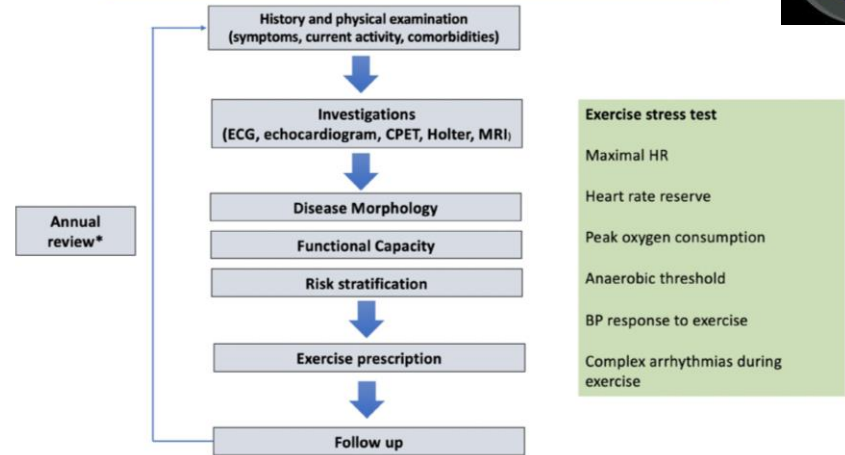 History and physical examination
(symptoms, current activity, comorbidities)
Investigations
(ECG, echocardiogram, CPET, Holter, MRI)
Disease Morphology
Functional Capacity
Risk stratification
Exercise prescription
Follow up
Annual
review*
Exercise stress test
Maximal HR
Heart rate reserve
Peak oxygen consumption
Anaerobic threshold
BP response to exercise
Complex arrhythmias during
exercise